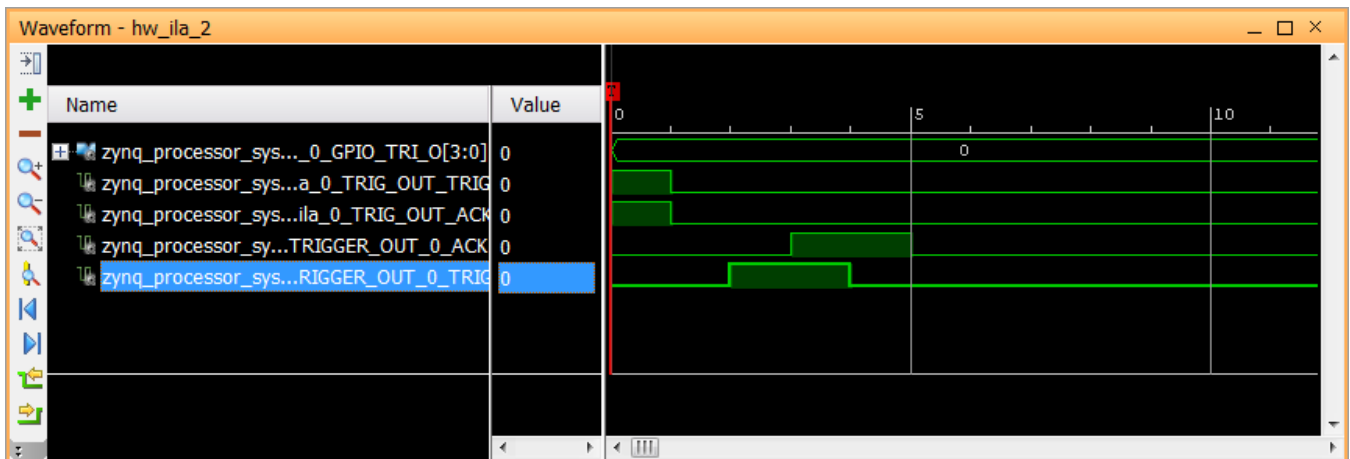 Waveform - hw_ila_2
Name Value
0 5 10
zynq_processor_sys..._0_GPIO_TRI_O[3:0] 0 0
zynq_processor_sys...a_0_TRIG_OUT_TRIG 0
zynq_processor_sys...ila_0_TRIG_OUT_ACK 0
zynq_processor_sy...TRIGGER_OUT_0_ACK 0
zynq_processor_sys...RIGGER_OUT_0_TRIG 0